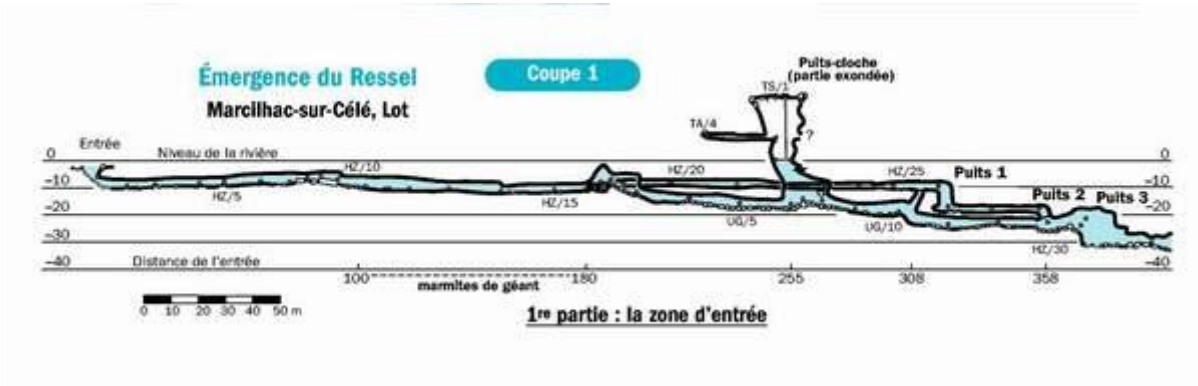 Émergence du Ressel
Marcilhac-sur-Célé, Lot
Coupe 1
Puits-cloche
(partie exondée)
TS/1
TA/4
?
Entrée
0 Niveau de la rivière 0
HZ/10
HZ/20
HZ/25
Puits 1
-10 -10
HZ/5
HZ/15
Puits 2
Puits 3
-20 -20
UG/5
UG/10
-30 -30
HZ/30
-40 Distance de l'entrée -40
100 180 255 308 358
marmites de géant
0 10 20 30 40 50 m
1re partie : la zone d'entrée